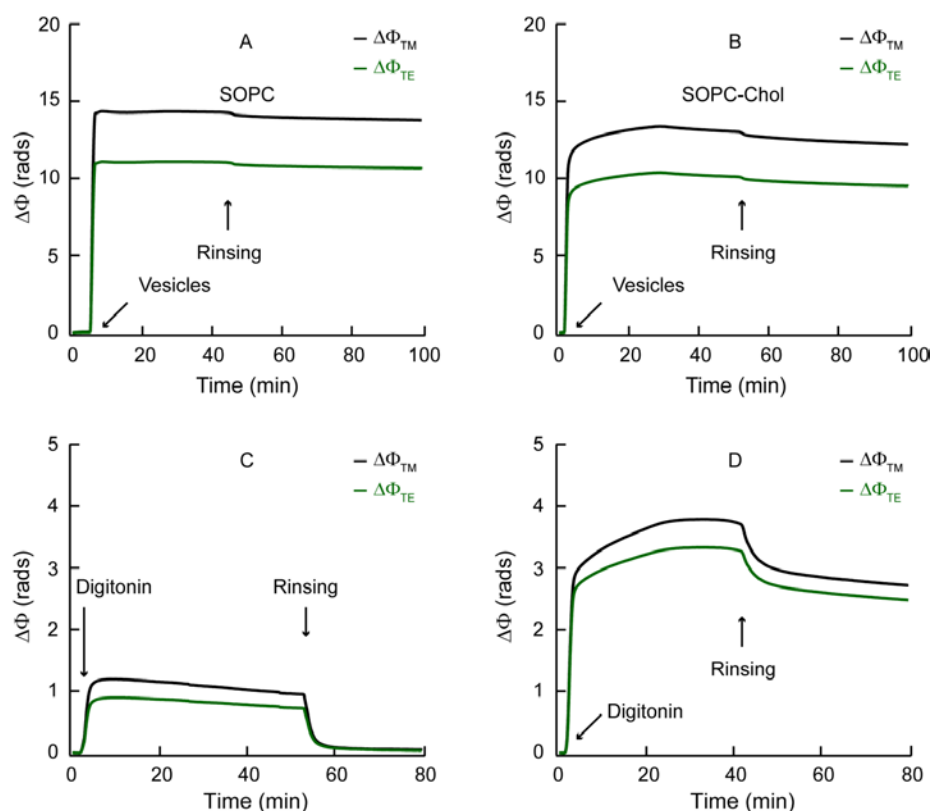 A
ΔΦTM
ΔΦTE
SOPC
Rinsing
Vesicles
ΔΦ (rads)
20
15
10
5
0
0 20 40 60 80 100
Time (min)
B
ΔΦTM
ΔΦTE
SOPC-Chol
Rinsing
Vesicles
ΔΦ (rads)
20
15
10
5
0
0 20 40 60 80 100
Time (min)
C
ΔΦTM
ΔΦTE
Digitonin
Rinsing
ΔΦ (rads)
5
4
3
2
1
0
0 20 40 60 80
Time (min)
D
ΔΦTM
ΔΦTE
Rinsing
Digitonin
ΔΦ (rads)
5
4
3
2
1
0
0 20 40 60 80
Time (min)